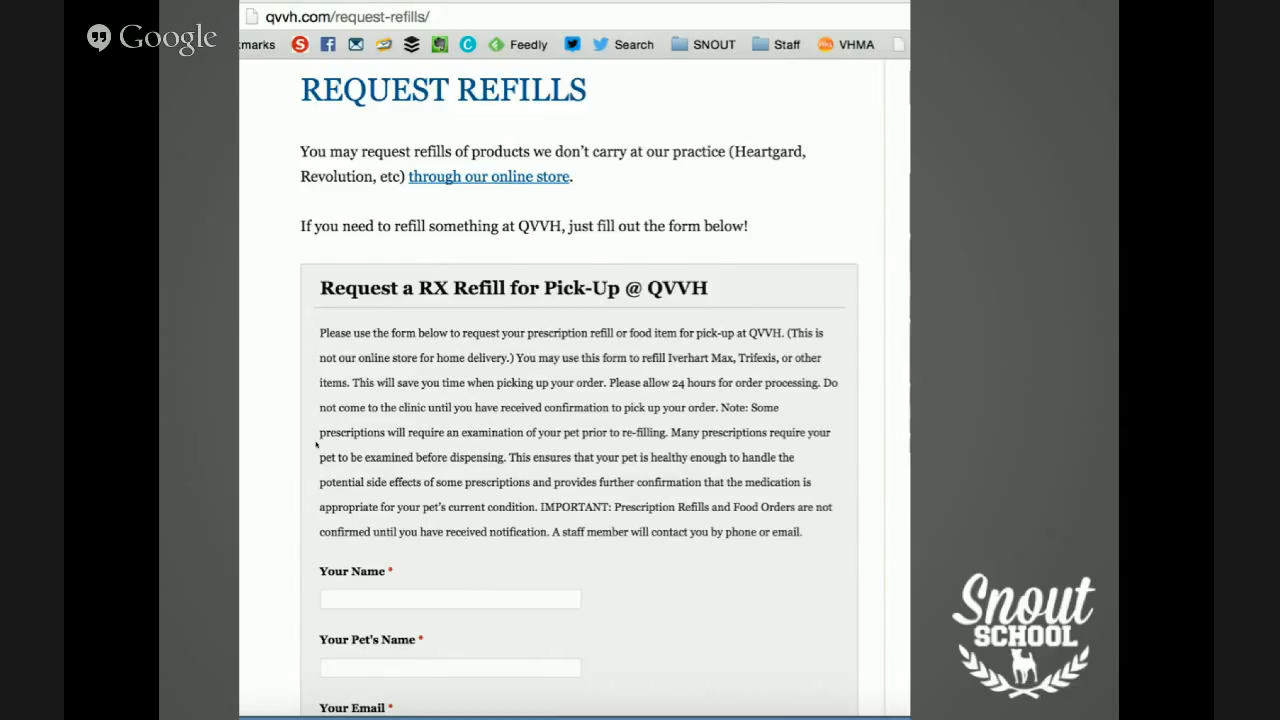 Google
qvvh.com/request-refills/
kmarks
Feedly
Search
SNOUT
Staff
VHMA
REQUEST REFILLS
You may request refills of products we don't carry at our practice (Heartgard,
Revolution, etc) through our online store.
If you need to refill something at QVVH, just fill out the form below!
Request a RX Refill for Pick-Up @ QVVH
Please use the form below to request your prescription refill or food item for pick-up at QVVH. (This is
not our online store for home delivery.) You may use this form to refill Iverhart Max, Trifexis, or other
items. This will save you time when picking up your order. Please allow 24 hours for order processing. Do
not come to the clinic until you have received confirmation to pick up your order. Note: Some
prescriptions will require an examination of your pet prior to re-filling. Many prescriptions require your
pet to be examined before dispensing. This ensures that your pet is healthy enough to handle the
potential side effects of some prescriptions and provides further confirmation that the medication is
appropriate for your pet's current condition. IMPORTANT: Prescription Refills and Food Orders are not
confirmed until you have received notification. A staff member will contact you by phone or email.
Your Name *
Your Pet's Name *
Your Email *
Snout
SCHOOL